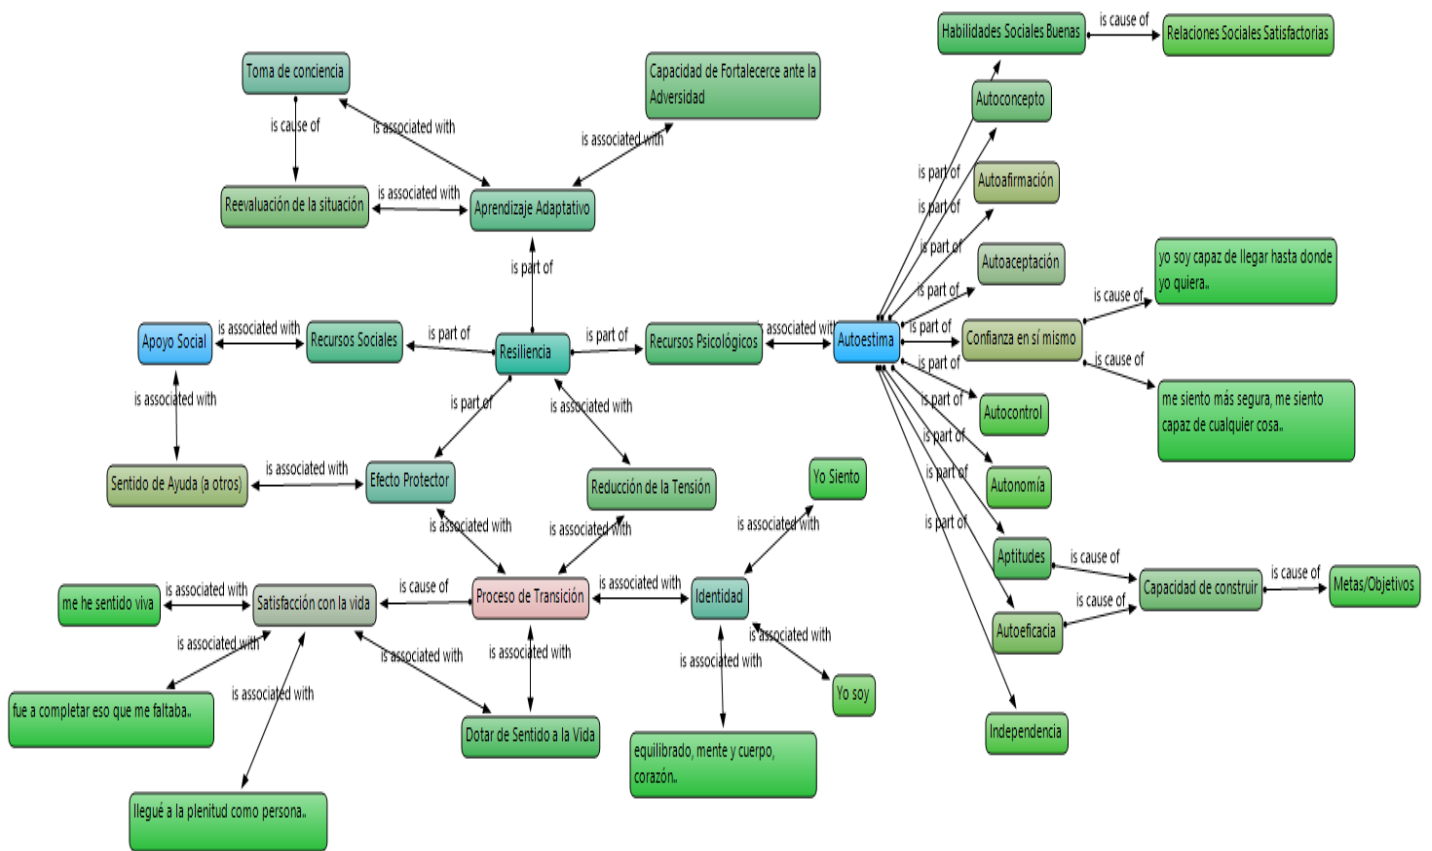 Habilidades Sociales Buenas
is cause of
Relaciones Sociales Satisfactorias
Toma de conciencia
Capacidad de Fortalecerce ante la
Adversidad
Autoconcepto
is cause of
is associated with
is associated with
is part of
Autoafirmación
Reevaluación de la situación
is associated with
Aprendizaje Adaptativo
is part of
is part of
is part of
Autoaceptación
yo soy capaz de llegar hasta donde
yo quiera..
is part of
is cause of
Apoyo Social
is associated with
Recursos Sociales
is part of
Resiliencia
is part of
Recursos Psicológicos
is associated with
Autoestima
is part of
Confianza en sí mismo
is part of
is cause of
is associated with
is part of
is associated with
is part of
Autocontrol
me siento más segura, me siento
capaz de cualquier cosa..
is part of
Sentido de Ayuda (a otros)
is associated with
Efecto Protector
Reducción de la Tensión
Yo Siento
is part of
Autonomía
is associated with
is associated with
is associated with
is part of
Aptitudes
is cause of
me he sentido viva
is associated with
Satisfacción con la vida
is cause of
Proceso de Transición
is associated with
Identidad
Capacidad de construir
is cause of
Metas/Objetivos
is cause of
Autoeficacia
is associated with
is associated with
is associated with
is associated with
is associated with
is associated with
Yo soy
fue a completar eso que me faltaba..
Dotar de Sentido a la Vida
Independencia
equilibrado, mente y cuerpo,
corazón..
llegué a la plenitud como persona..